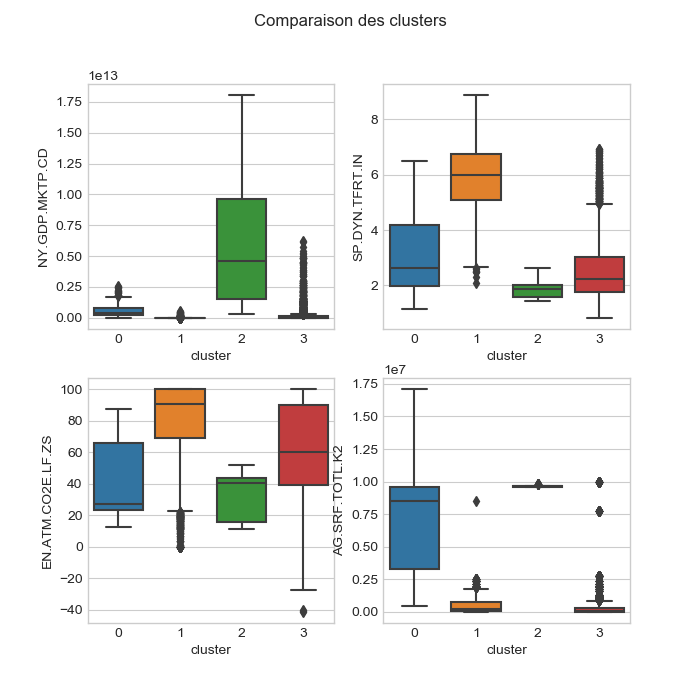 Comparaison des clusters
1e13
NY.GDP.MKTP.CD
1.75
1.50
1.25
1.00
0.75
0.50
0.25
0.00
0 1 2 3
cluster
SP.DYN.TFRT.IN
8
6
4
2
0 1 2 3
cluster
EN.ATM.CO2E.LF.ZS
100
80
60
40
20
0
−20
−40
0 1 2 3
cluster
1e7
AG.SRF.TOTL.K2
1.75
1.50
1.25
1.00
0.75
0.50
0.25
0.00
0 1 2 3
cluster